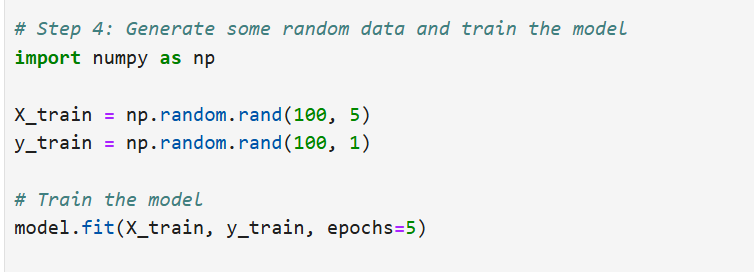 # Step 4: Generate some random data and train the model
import numpy as np
X_train = np.random.rand(100, 5)
y_train = np.random.rand(100, 1)
# Train the model
model.fit(X_train, y_train, epochs=5)